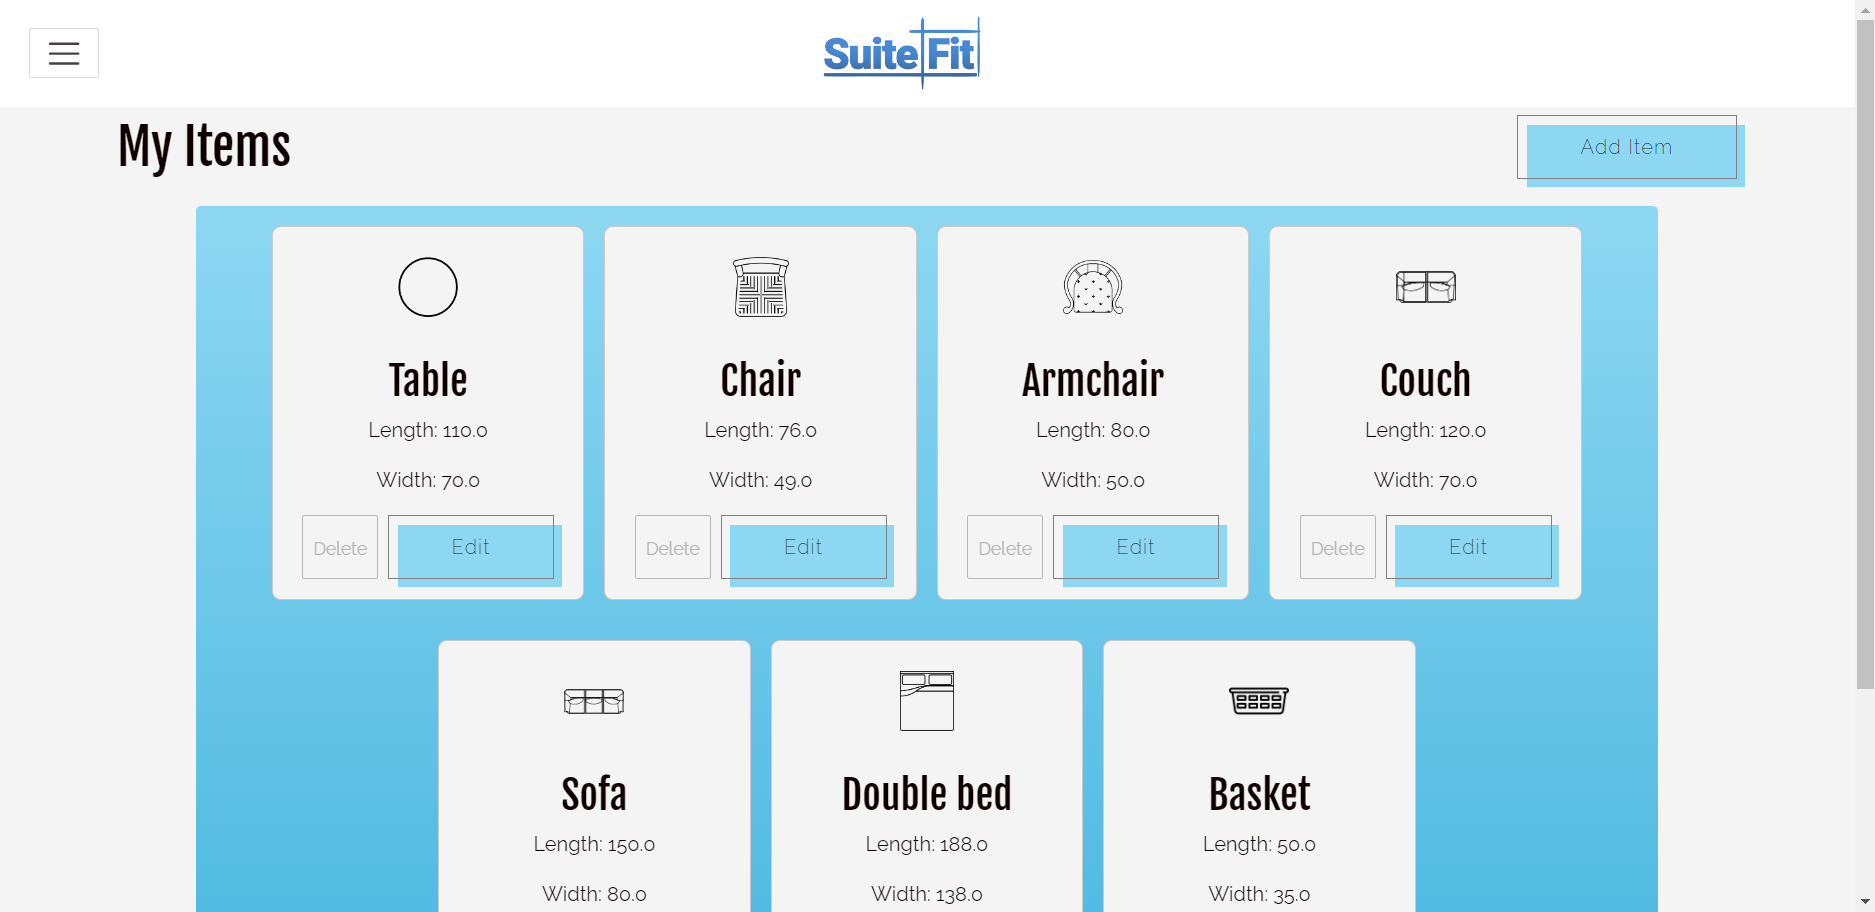 SuiteFit
My Items
Add Item
Table
Length: 110.0
Width: 70.0
Delete
Edit
Chair
Length: 76.0
Width: 49.0
Delete
Edit
Armchair
Length: 80.0
Width: 50.0
Delete
Edit
Couch
Length: 120.0
Width: 70.0
Delete
Edit
Sofa
Length: 150.0
Width: 80.0
Double bed
Length: 188.0
Width: 138.0
Basket
Length: 50.0
Width: 35.0